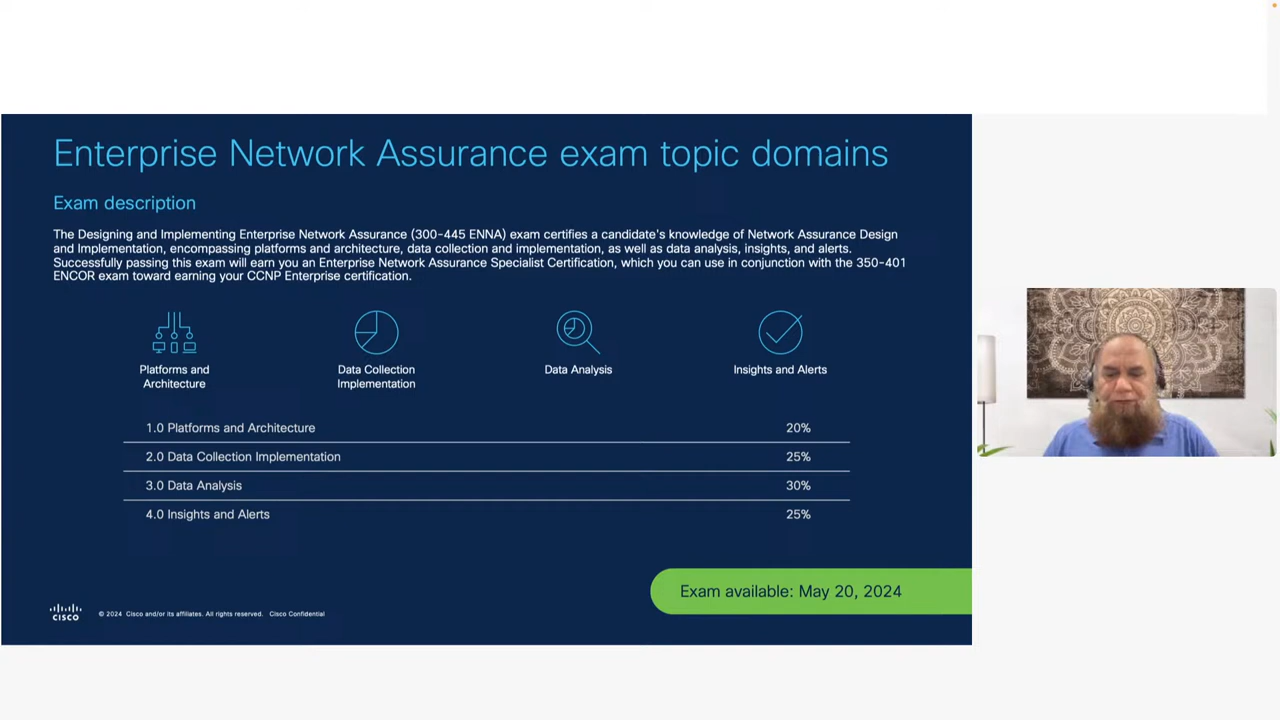 Enterprise Network Assurance exam topic domains
Exam description
The Designing and Implementing Enterprise Network Assurance (300-445 ENNA) exam certifies a candidate's knowledge of Network Assurance Design
and Implementation, encompassing platforms and architecture, data collection and implementation, as well as data analysis, insights, and alerts.
Successfully passing this exam will earn you an Enterprise Network Assurance Specialist Certification, which you can use in conjunction with the 350-401
ENCOR exam toward earning your CCNP Enterprise certification.
Platforms and
Architecture
Data Collection
Implementation
Data Analysis
Insights and Alerts
1.0 Platforms and Architecture 20%
2.0 Data Collection Implementation 25%
3.0 Data Analysis 30%
4.0 Insights and Alerts 25%
Exam available: May 20, 2024
CISCO
© 2024 Cisco and/or its affiliates. All rights reserved. Cisco Confidential